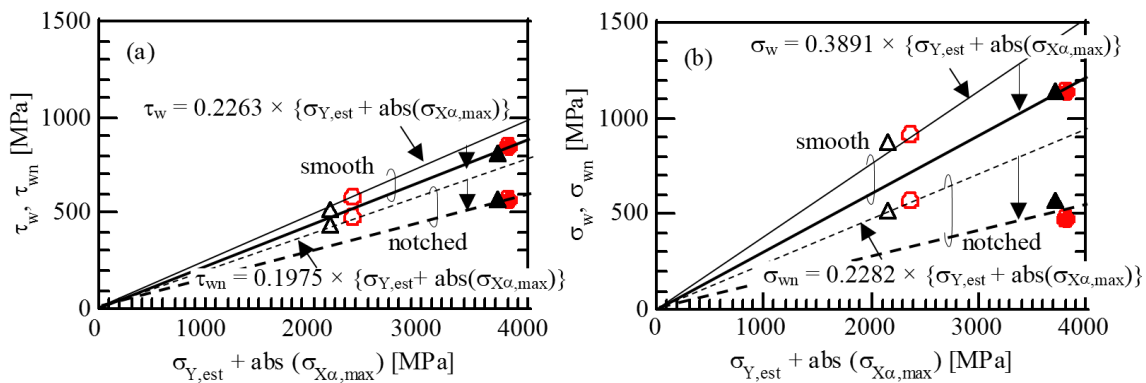 (a)
1500
1000
500
0
τw, τwn [MPa]
τw = 0.2263 × {σY,est + abs(σXα,max)}
smooth
notched
τwn = 0.1975 × {σY,est + abs(σXα,max)}
0 1000 2000 3000 4000
σY,est + abs (σXα,max) [MPa]
(b)
1500
1000
500
0
σw, σwn [MPa]
σw = 0.3891 × {σY,est + abs(σXα,max)}
smooth
notched
σwn = 0.2282 × {σY,est + abs(σXα,max)}
0 1000 2000 3000 4000
σY,est + abs (σXα,max) [MPa]